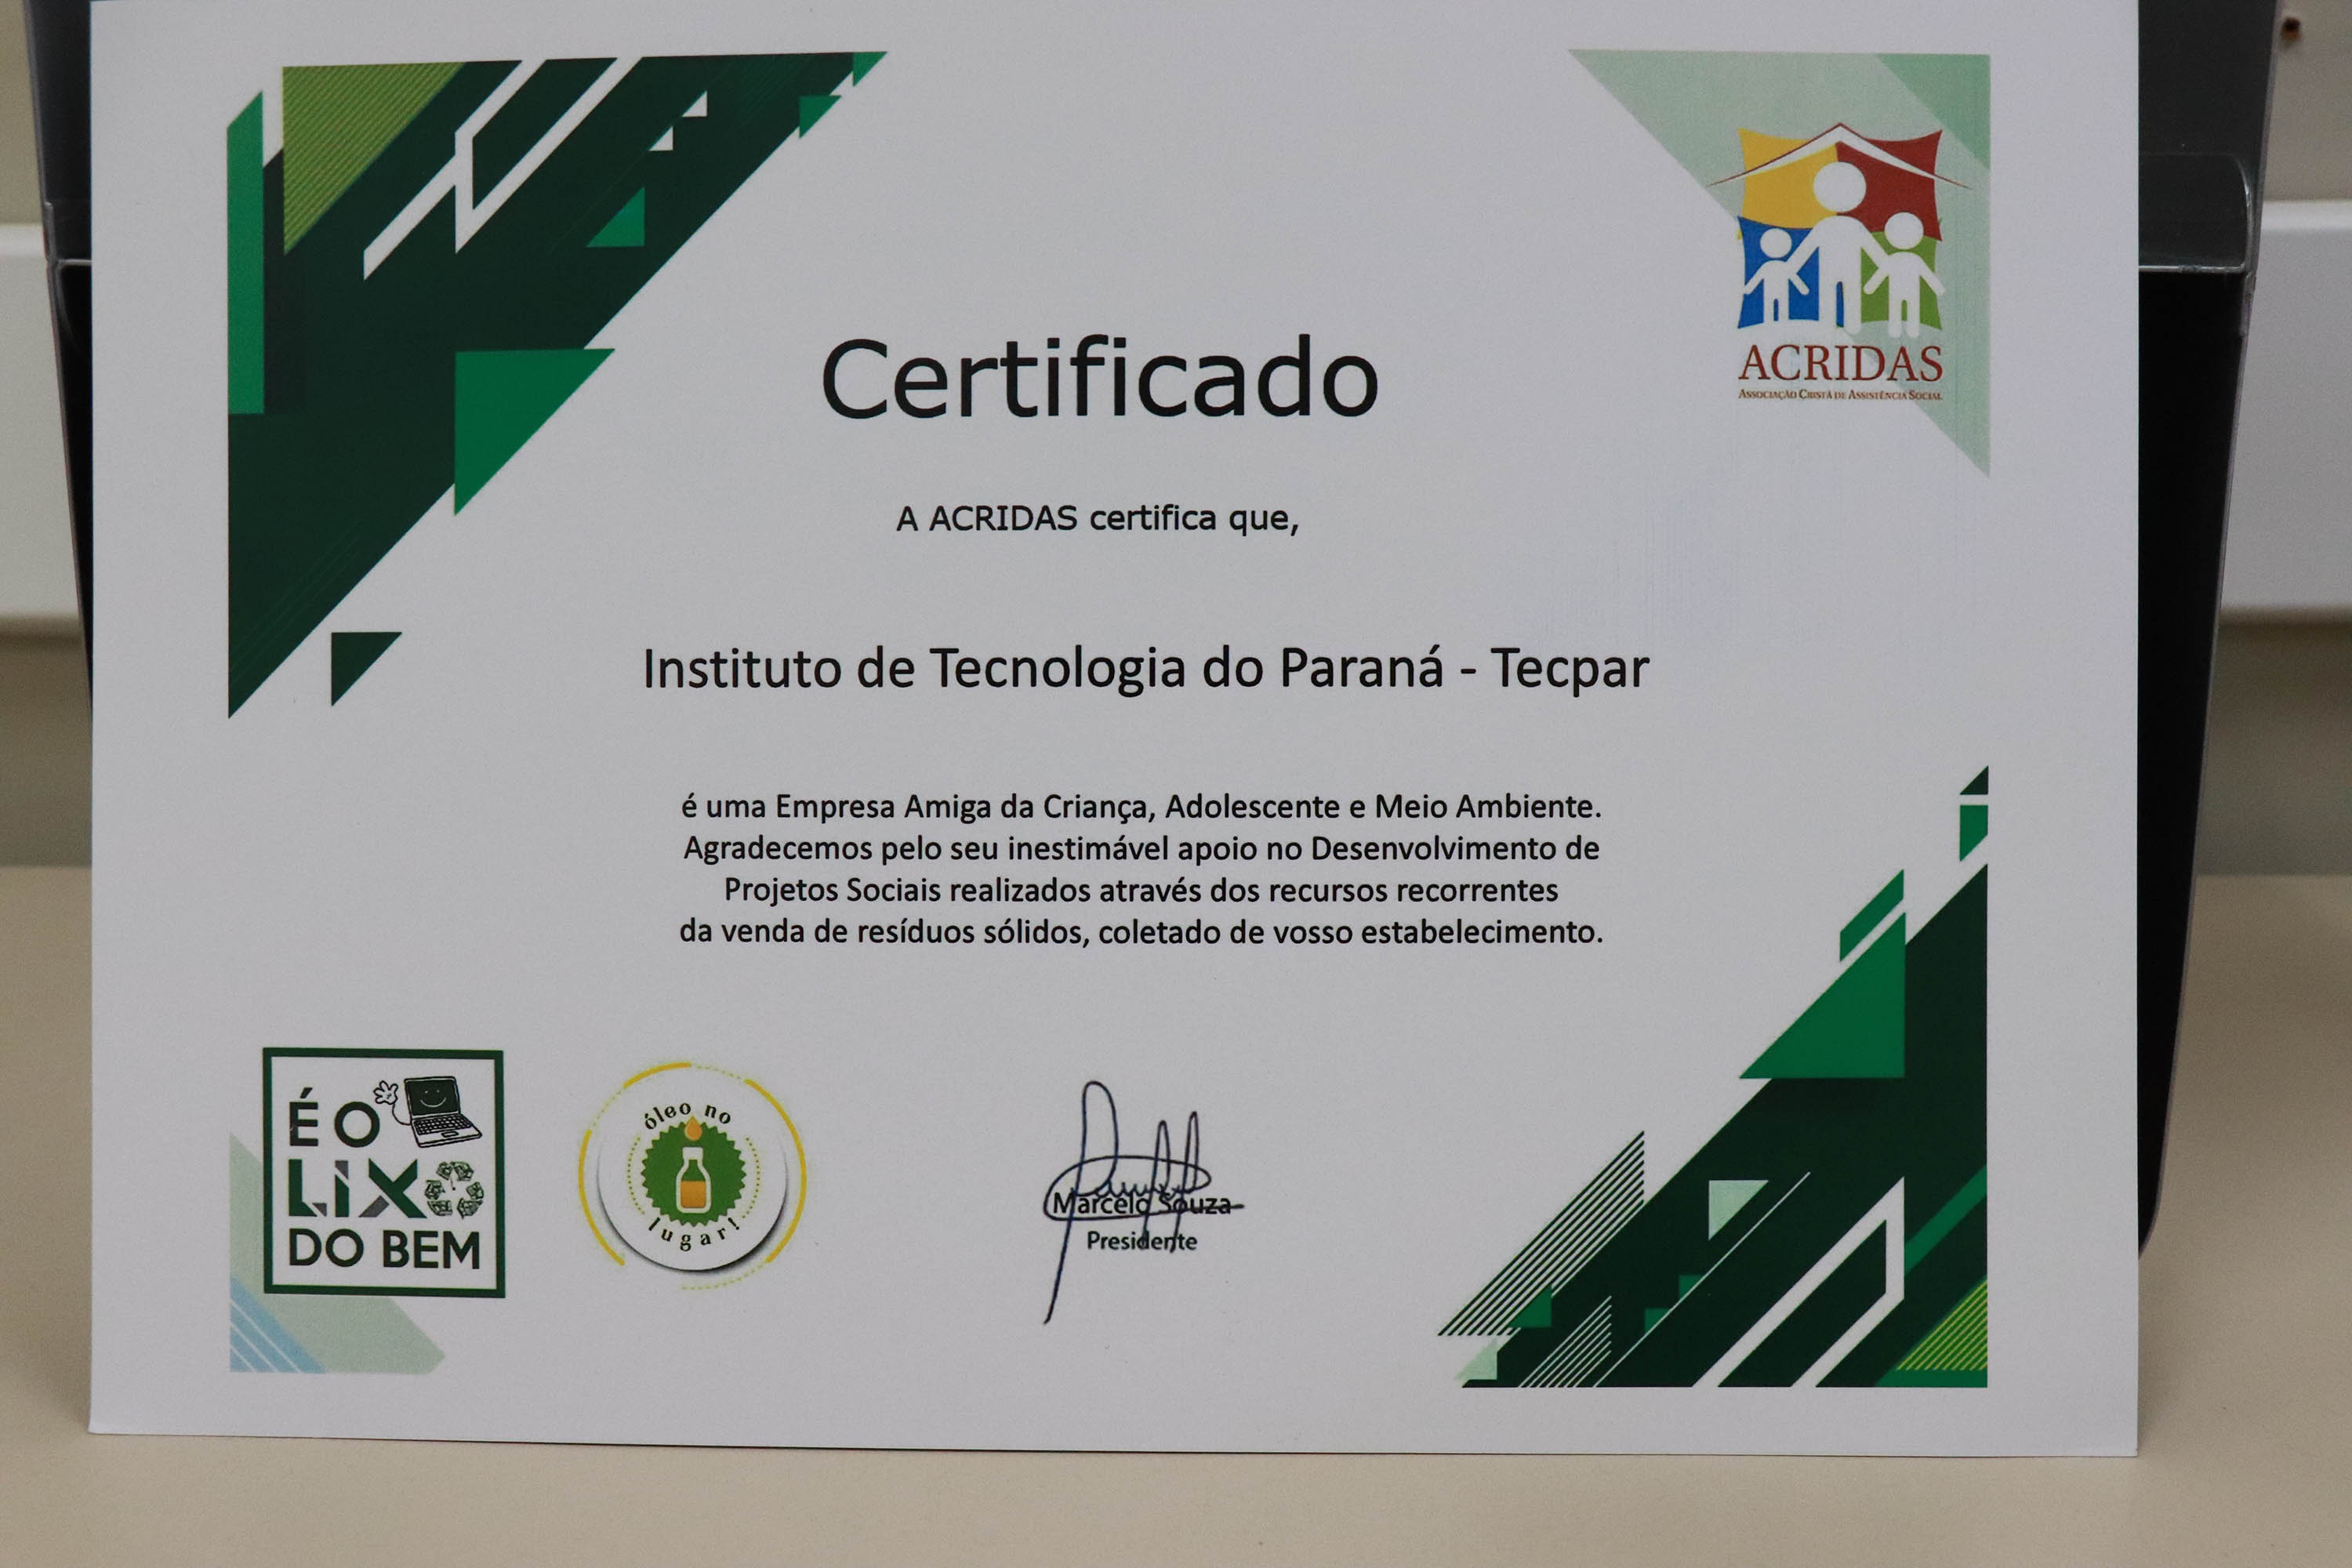 ACRIDAS
Associação Cristã de Assistência Social
Certificado
A ACRIDAS certifica que,
Instituto de Tecnologia do Paraná - Tecpar
é uma Empresa Amiga da Criança, Adolescente e Meio Ambiente.
Agradecemos pelo seu inestimável apoio no Desenvolvimento de
Projetos Sociais realizados através dos recursos recorrentes
da venda de resíduos sólidos, coletado de vosso estabelecimento.
É O
LiX
DO BEM
óleo no
lugar!
Marcelo Souza
Presidente